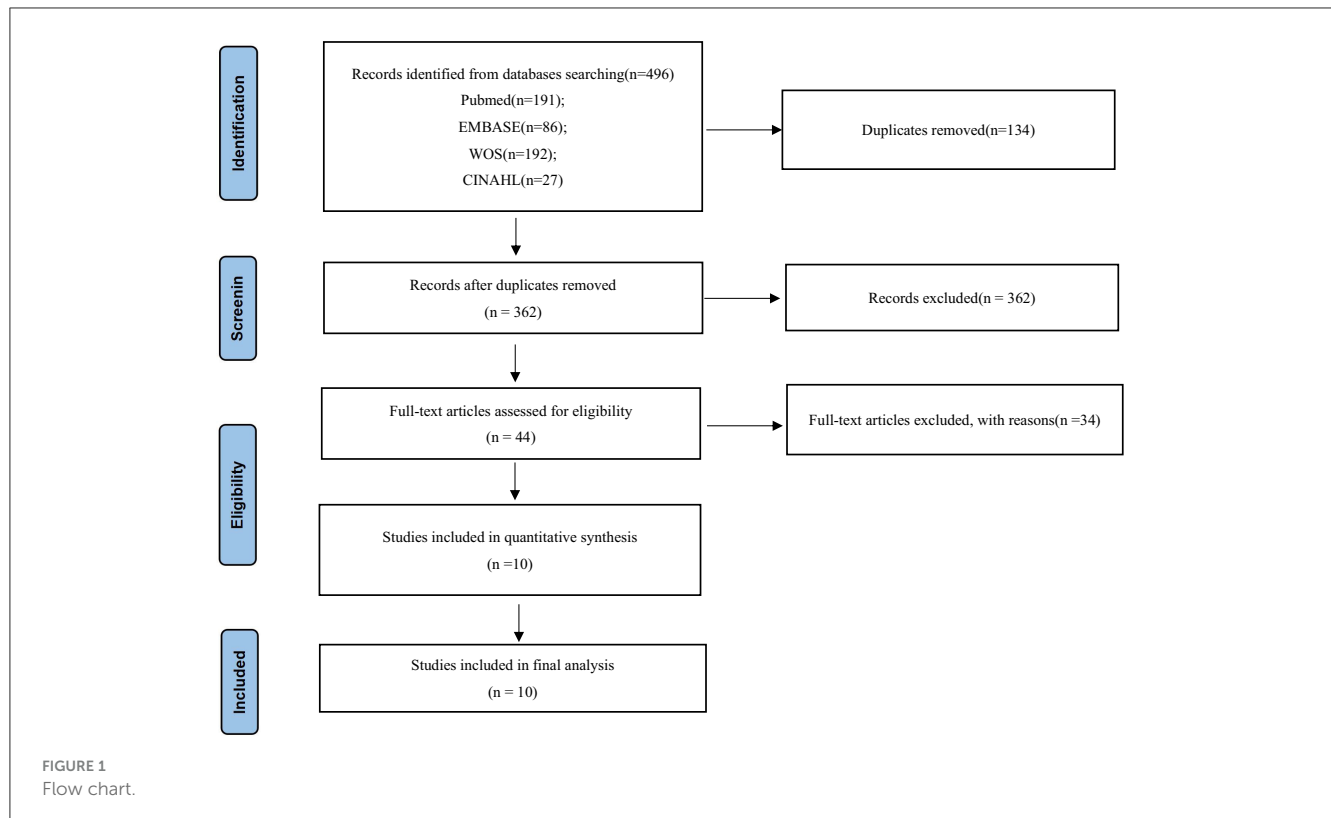 Identification
Records identified from databases searching(n=496)
Pubmed(n=191);
EMBASE(n=86);
WOS(n=192);
CINAHL(n=27)
Duplicates removed(n=134)
Screenin
Records after duplicates removed
(n = 362)
Records excluded(n = 362)
Eligibility
Full-text articles assessed for eligibility
(n = 44)
Full-text articles excluded, with reasons(n =34)
Studies included in quantitative synthesis
(n =10)
Included
Studies included in final analysis
(n = 10)
FIGURE 1
Flow chart.